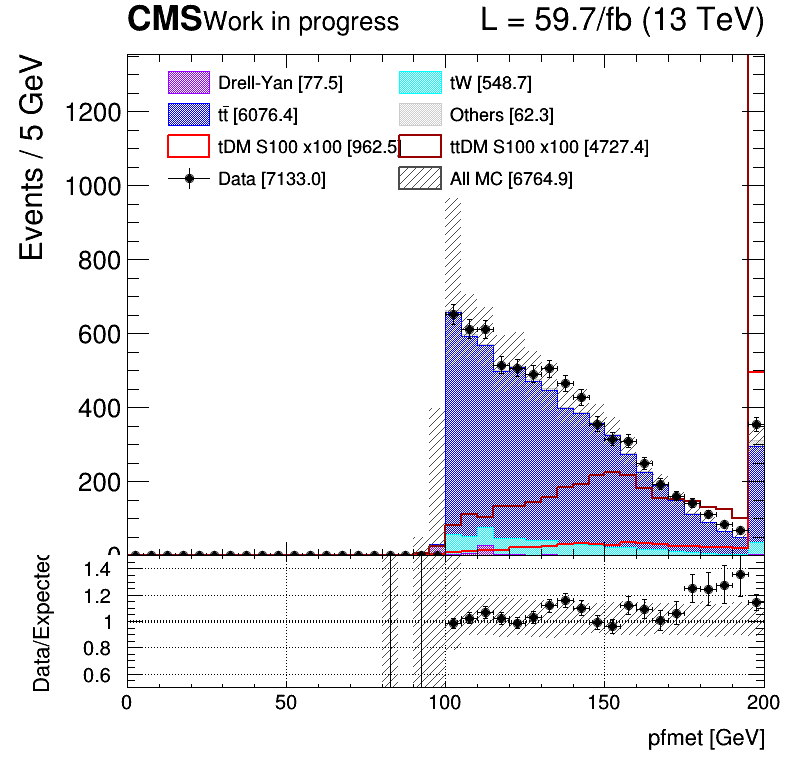 CMS Work in progress L = 59.7/fb (13 TeV)
Events / 5 GeV
Drell-Yan [77.5] tW [548.7]
tt̄ [6076.4] Others [62.3]
tDM S100 x100 [962.5] ttDM S100 x100 [4727.4]
Data [7133.0] All MC [6764.9]
1200
1000
800
600
400
200
0
Data/Expected
1.4
1.2
1
0.8
0.6
0 50 100 150 200
pfmet [GeV]